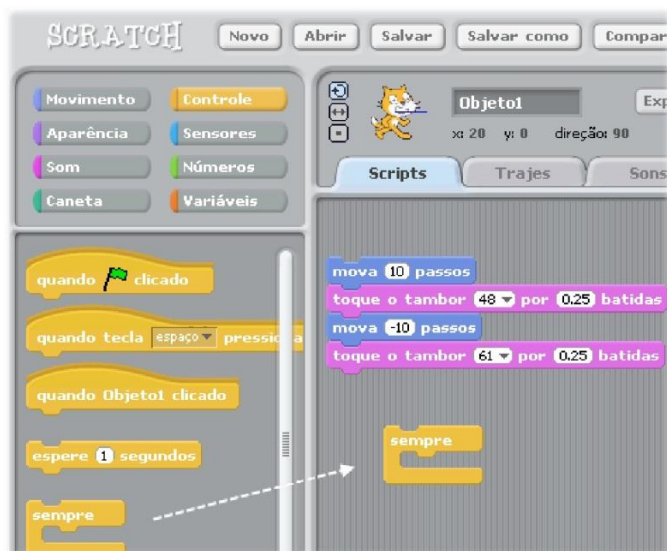 SCRATCH Novo Abrir Salvar Salvar como Compar
Movimento Controle
Aparência Sensores
Som Números
Caneta Variáveis
Objeto1 Exp
x: 20 y: 0 direção: 90
Scripts Trajes Sons
quando clicado
quando tecla espaço pressiona
quando Objeto1 clicado
espere 1 segundos
sempre
mova 10 passos
toque o tambor 48 por 0.25 batidas
mova -10 passos
toque o tambor 61 por 0.25 batidas
sempre